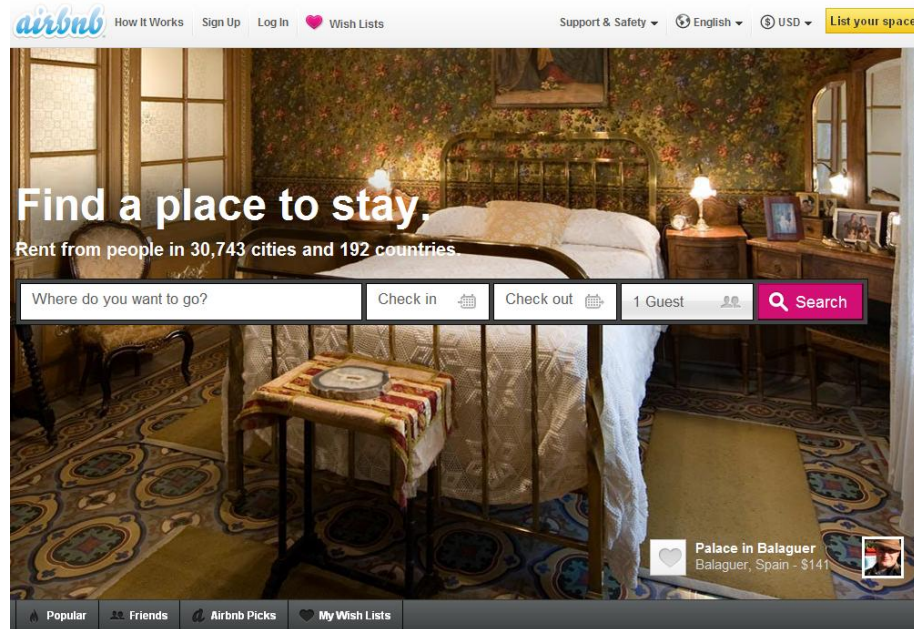 airbnb How It Works Sign Up Log In Wish Lists Support & Safety English $ USD List your space
Find a place to stay.
Rent from people in 30,743 cities and 192 countries.
Where do you want to go? Check in Check out 1 Guest Search
Palace in Balaguer
Balaguer, Spain - $141
Popular Friends a Airbnb Picks My Wish Lists